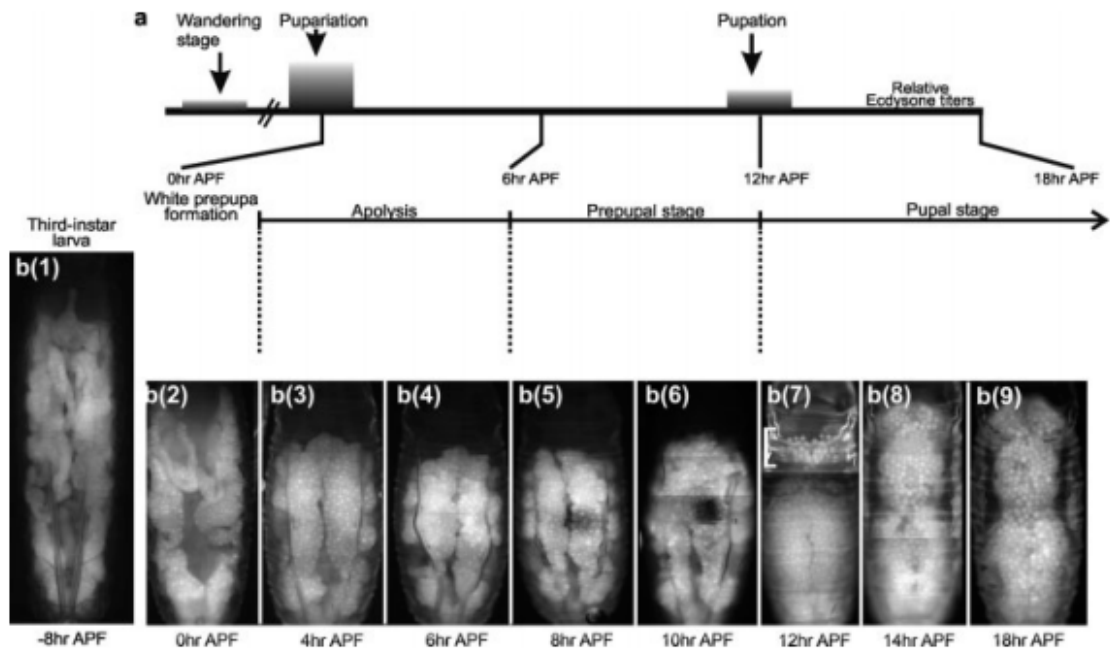 a
Wandering
stage
Pupariation
Pupation
Relative
Ecdysone titers
0hr APF
6hr APF
12hr APF
18hr APF
White prepupa
formation
Apolysis
Prepupal stage
Pupal stage
Third-instar
larva
b(1)
b(2)
b(3)
b(4)
b(5)
b(6)
b(7)
b(8)
b(9)
-8hr APF
0hr APF
4hr APF
6hr APF
8hr APF
10hr APF
12hr APF
14hr APF
18hr APF